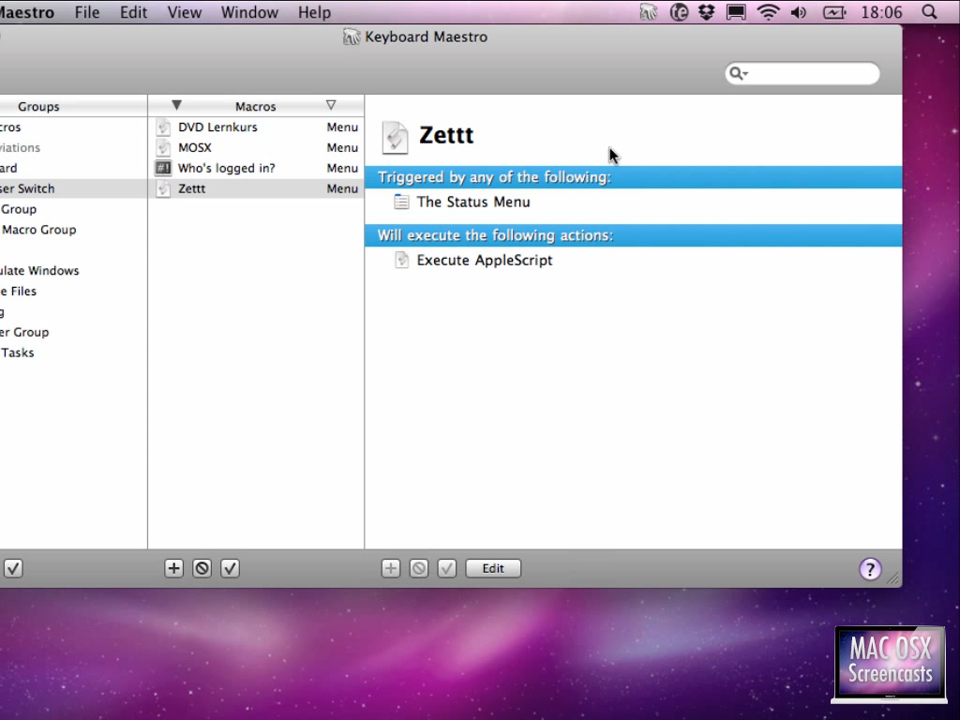 Maestro File Edit View Window Help 18:06
Keyboard Maestro
Groups Macros
cros DVD Lernkurs Menu
viations MOSX Menu
ard Who's logged in? Menu
ser Switch Zettt Menu
Group
Macro Group
ulate Windows
e Files
g
er Group
Tasks
Zettt
Triggered by any of the following:
The Status Menu
Will execute the following actions:
Execute AppleScript
Edit ?
MAC OSX
Screencasts